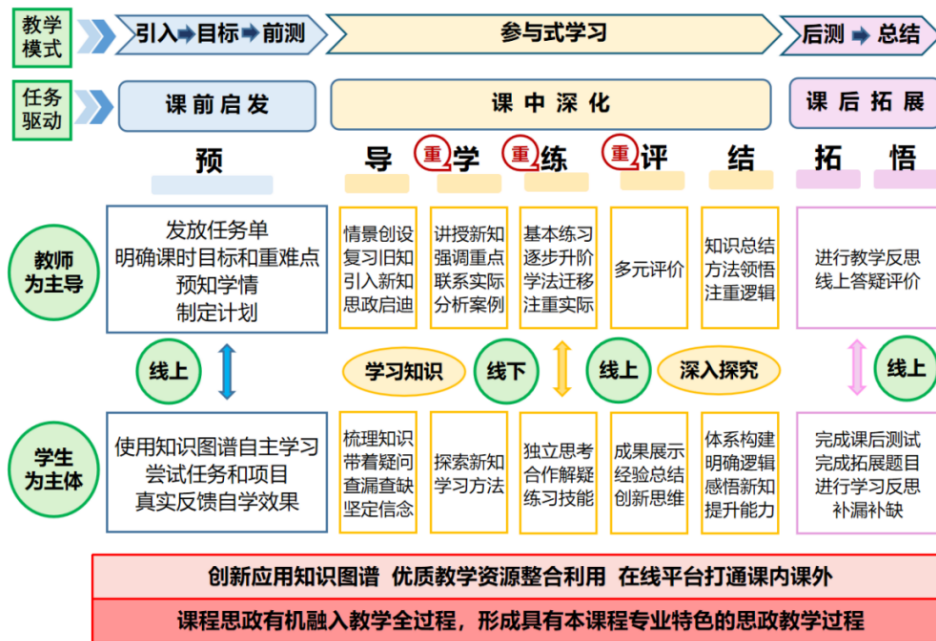 教学
模式
引入➡目标➡前测
参与式学习
后测➡总结
任务
驱动
课前启发
课中深化
课后拓展
预
导
重
学
重
练
重
评
结
拓
悟
教师
为主导
发放任务单
明确课时目标和重难点
预知学情
制定计划
情景创设
复习旧知
引入新知
思政启迪
讲授新知
强调重点
联系实际
分析案例
基本练习
逐步升阶
学法迁移
注重实际
多元评价
知识总结
方法领悟
注重逻辑
进行教学反思
线上答疑评价
线上
学习知识
线下
线上
深入探究
线上
学生
为主体
使用知识图谱自主学习
尝试任务和项目
真实反馈自学效果
梳理知识
带着疑问
查漏查缺
坚定信念
探索新知
学习方法
独立思考
合作解疑
练习技能
成果展示
经验总结
创新思维
体系构建
明确逻辑
感悟新知
提升能力
完成课后测试
完成拓展题目
进行学习反思
补漏补缺
创新应用知识图谱 优质教学资源整合利用 在线平台打通课内课外
课程思政有机融入教学全过程，形成具有本课程专业特色的思政教学过程